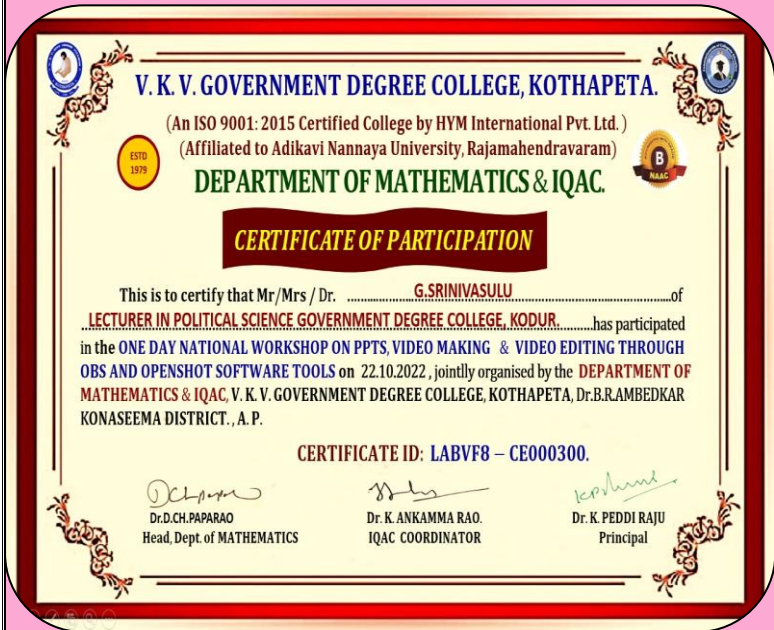 V. K. V. GOVERNMENT DEGREE COLLEGE, KOTHAPETA.
(An ISO 9001: 2015 Certified College by HYM International Pvt. Ltd. )
(Affiliated to Adikavi Nannaya University, Rajamahendravaram)
ESTD
1979
B
NAAC
DEPARTMENT OF MATHEMATICS & IQAC.
CERTIFICATE OF PARTICIPATION
This is to certify that Mr/Mrs / Dr. ....................G.SRINIVASULU.......................................of
..LECTURER IN POLITICAL SCIENCE GOVERNMENT DEGREE COLLEGE, KODUR..........has participated
in the ONE DAY NATIONAL WORKSHOP ON PPTS, VIDEO MAKING & VIDEO EDITING THROUGH
OBS AND OPENSHOT SOFTWARE TOOLS on 22.10.2022 , jointlly organised by the DEPARTMENT OF
MATHEMATICS & IQAC, V. K. V. GOVERNMENT DEGREE COLLEGE, KOTHAPETA, Dr.B.R.AMBEDKAR
KONASEEMA DISTRICT. , A. P.
CERTIFICATE ID: LABVF8 – CE000300.
Dr.D.CH.PAPARAO
Head, Dept. of MATHEMATICS
Dr. K. ANKAMMA RAO.
IQAC COORDINATOR
Dr. K. PEDDI RAJU
Principal